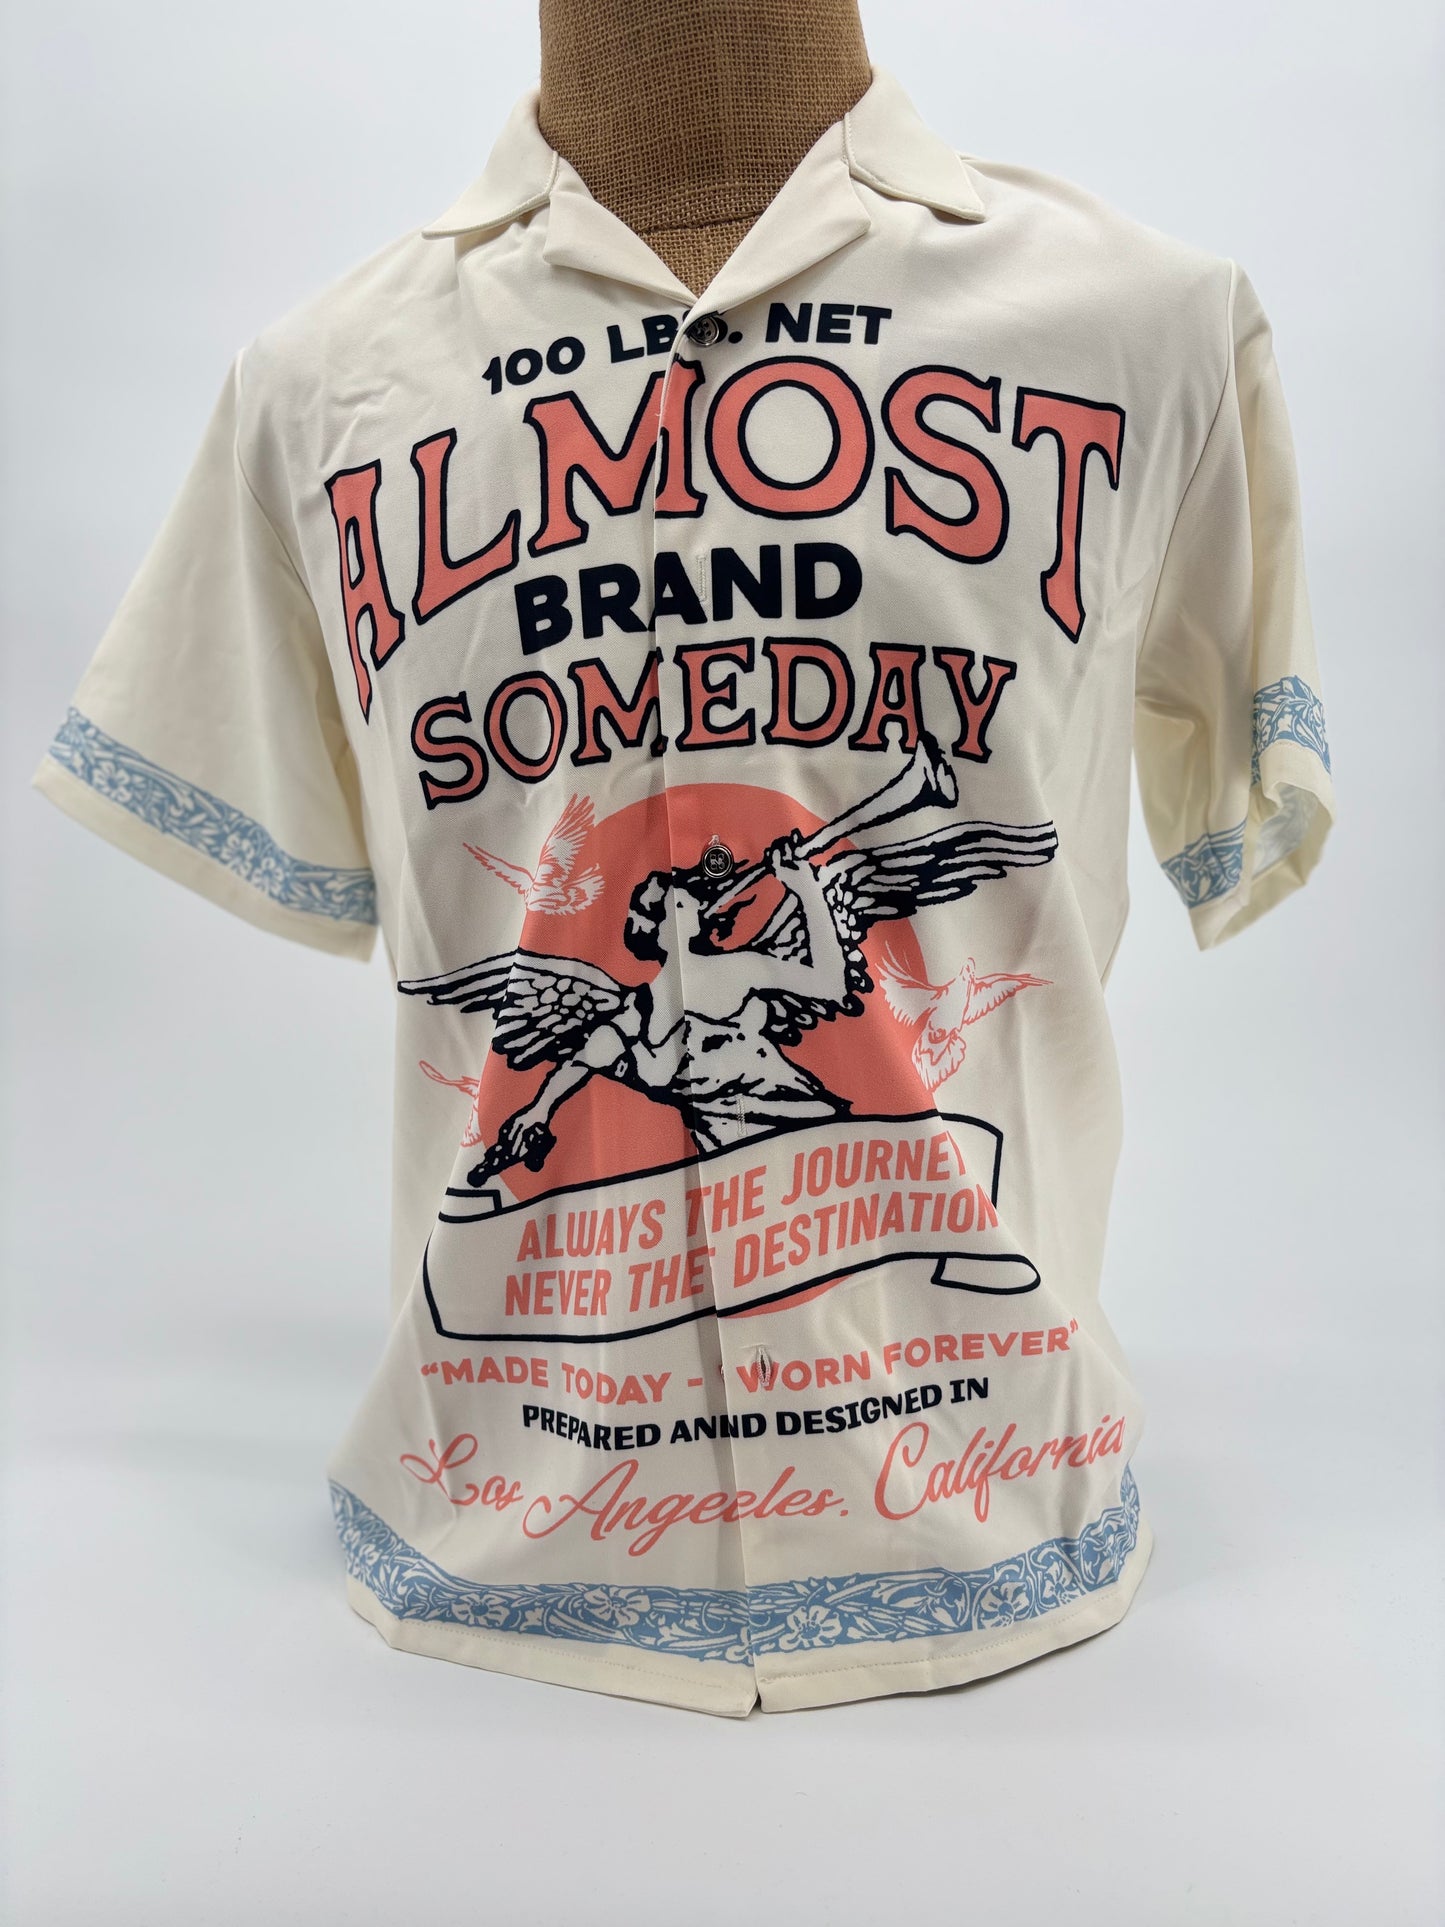 100 LBS. NET
ALMOST
BRAND
SOMEDAY
ALWAYS THE JOURNEY
NEVER THE DESTINATION
"MADE TODAY - WORN FOREVER"
PREPARED ANND DESIGNED IN
Los Angeeles. California